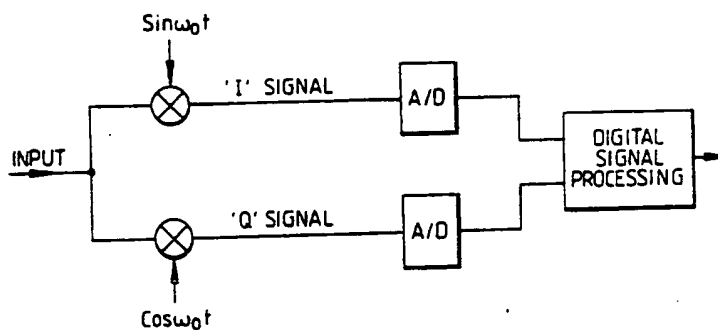 Sinω₀t
'I' SIGNAL
A/D
INPUT
DIGITAL
SIGNAL
PROCESSING
'Q' SIGNAL
A/D
Cosω₀t